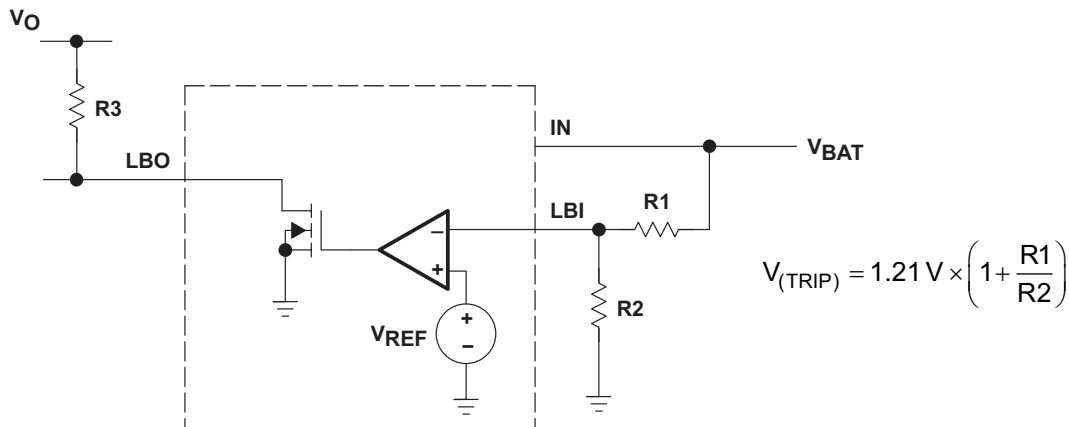 VO
R3
LBO
IN
VBAT
LBI
R1
R2
−
+
VREF
+
−
V(TRIP) = 1.21 V × (1 + R1/R2)